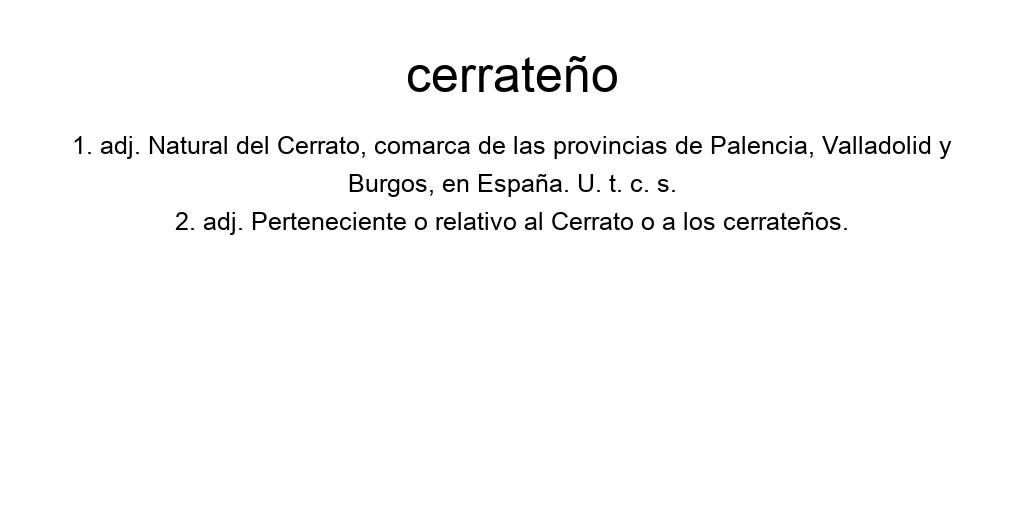 cerrateño
1. adj. Natural del Cerrato, comarca de las provincias de Palencia, Valladolid y
Burgos, en España. U. t. c. s.
2. adj. Perteneciente o relativo al Cerrato o a los cerrateños.